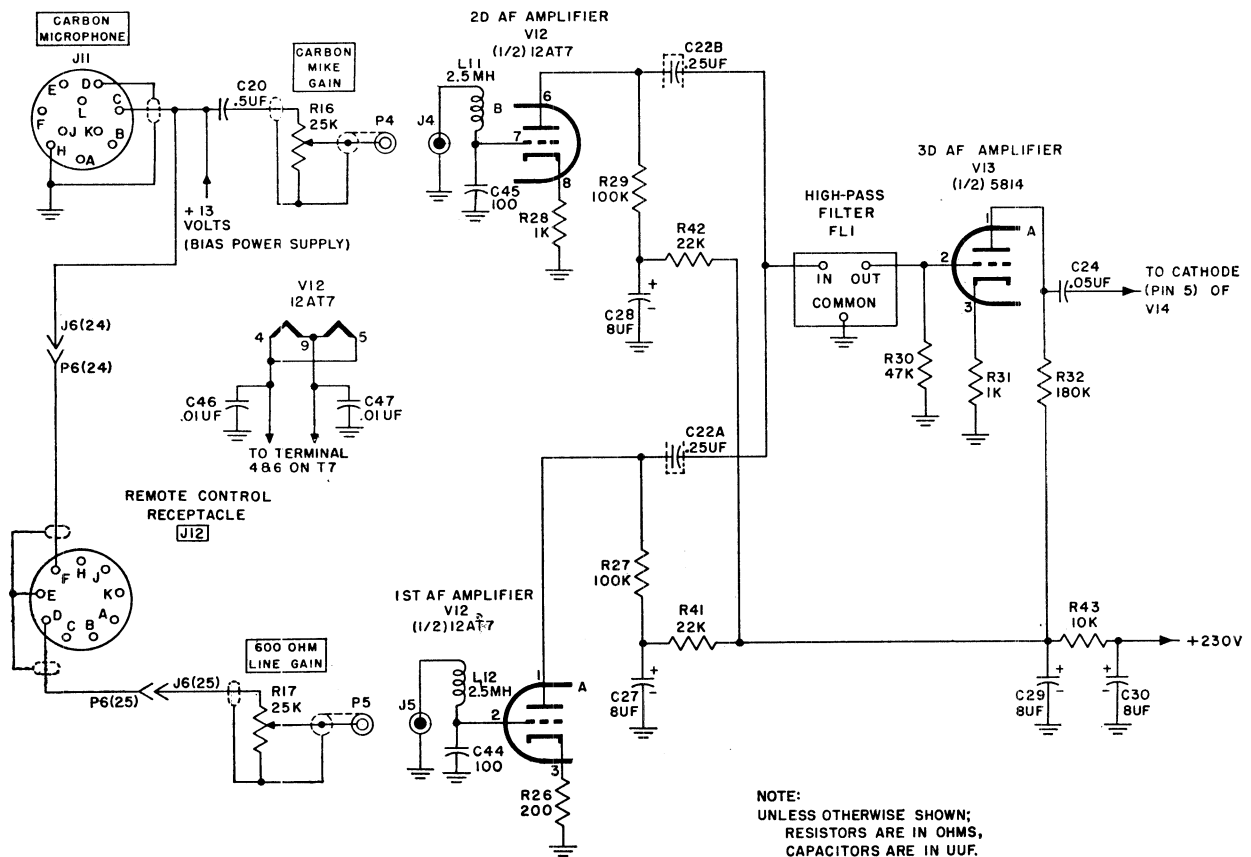 CARBON
MICROPHONE
J11
D
E
C
L
F
J
K
B
H
A
C20
.5UF
CARBON
MIKE
GAIN
R16
25K
P4
+ 13
VOLTS
(BIAS POWER SUPPLY)
2D AF AMPLIFIER
V12
(1/2) 12AT7
L11
2.5MH
J4
B
6
7
8
C45
100
R28
1K
C22B
.25UF
R29
100K
R42
22K
C28
8UF
+
-
HIGH-PASS
FILTER
FL1
IN OUT
COMMON
3D AF AMPLIFIER
V13
(1/2) 5814
1
A
2
3
C24
.05UF
TO CATHODE
(PIN 5) OF
V14
R30
47K
R31
1K
R32
180K
V12
12AT7
4
9
5
C46
.01UF
C47
.01UF
TO TERMINAL
4&6 ON T7
J6(24)
P6(24)
REMOTE CONTROL
RECEPTACLE
J12
F
H
J
E
K
D
A
C
B
P6(25)
J6(25)
600 OHM
LINE GAIN
R17
25K
P5
1ST AF AMPLIFIER
V12
(1/2) 12AT7
L12
2.5MH
J5
1
A
2
3
C44
100
R26
200
C22A
.25UF
R27
100K
R41
22K
C27
8UF
+
-
R43
10K
+230V
C29
8UF
+
-
C30
8UF
+
-
NOTE:
UNLESS OTHERWISE SHOWN;
RESISTORS ARE IN OHMS,
CAPACITORS ARE IN UUF.